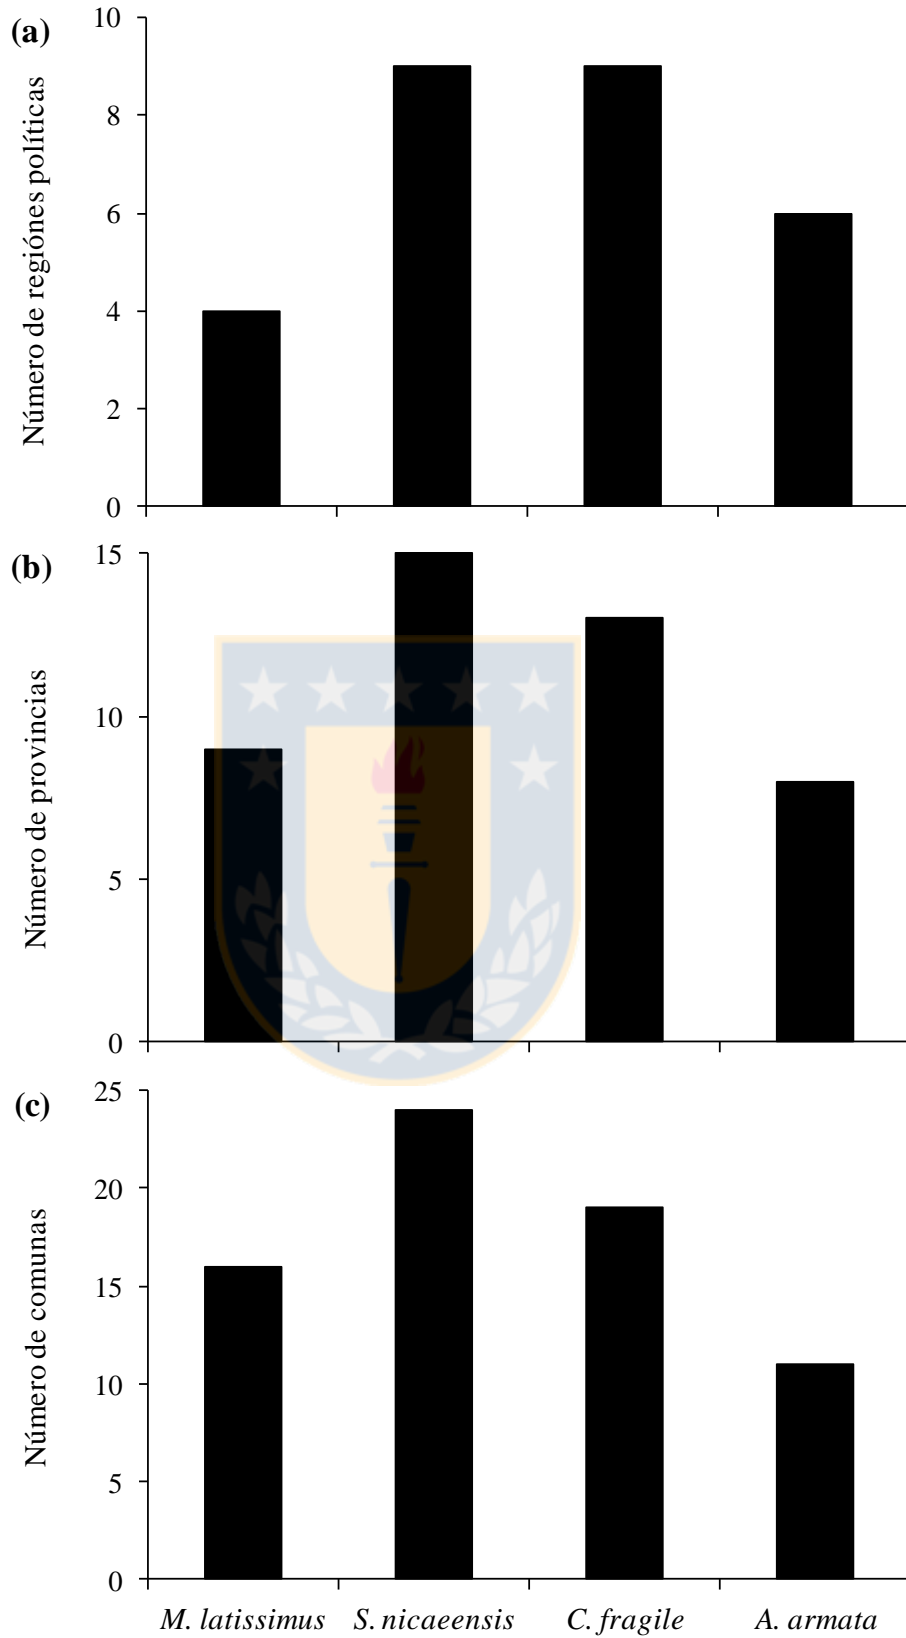 (a)
Número de regiónes políticas
10
8
6
4
2
0
(b)
Número de provincias
15
10
5
0
(c)
Número de comunas
25
20
15
10
5
0
M. latissimus S. nicaeensis C. fragile A. armata